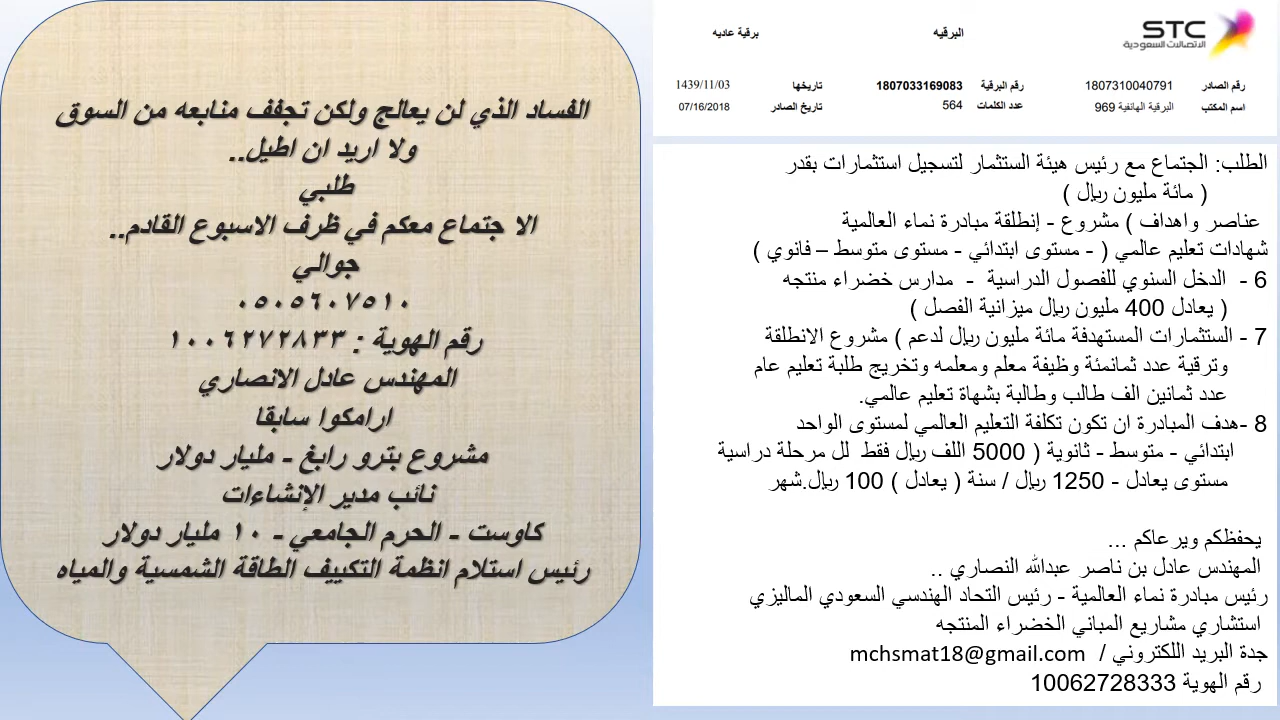 الفساد الذي لن يعالج ولكن تجفف منابعه من السوق
ولا اريد ان اطيل..
طلبي
الا جتماع معكم في ظرف الاسبوع القادم..
جوالي
٠٥٠٥٦٠٧٥١٠
رقم الهوية : ١٠٠٦٢٧٢٨٣٣
المهندس عادل الانصاري
ارامكوا سابقا
مشروع بترو رابغ - مليار دولار
نائب مدير الإنشاءات
كاوست - الحرم الجامعي - ١٠ مليار دولار
رئيس استلام انظمة التكييف الطاقة الشمسية والمياه
STC
الاتصالات السعودية
البرقيه
برقية عاديه
رقم الصادر 1807310040791 رقم البرقية 1807033169083 تاريخها 1439/11/03
اسم المكتب البرقية الهاتفية 969 عدد الكلمات 564 تاريخ الصادر 07/16/2018
الطلب: الجتماع مع رئيس هيئة الستثمار لتسجيل استثمارات بقدر
( مائة مليون ريال )
عناصر واهداف ) مشروع - إنطلقة مبادرة نماء العالمية
شهادات تعليم عالمي ( - مستوى ابتدائي - مستوى متوسط – فانوي )
6 - الدخل السنوي للفصول الدراسية - مدارس خضراء منتجه
( يعادل 400 مليون ريال ميزانية الفصل )
7 - الستثمارات المستهدفة مائة مليون ريال لدعم ) مشروع الانطلقة
وترقية عدد ثمانمئة وظيفة معلم ومعلمه وتخريج طلبة تعليم عام
عدد ثمانين الف طالب وطالبة بشهاة تعليم عالمي.
8 -هدف المبادرة ان تكون تكلفة التعليم العالمي لمستوى الواحد
ابتدائي - متوسط - ثانوية ( 5000 اللف ريال فقط لل مرحلة دراسية
مستوى يعادل - 1250 ريال / سنة ( يعادل ) 100 ريال.شهر
يحفظكم ويرعاكم ...
المهندس عادل بن ناصر عبدالله النصاري ..
رئيس مبادرة نماء العالمية - رئيس التحاد الهندسي السعودي الماليزي
استشاري مشاريع المباني الخضراء المنتجه
جدة البريد اللكتروني / mchsmat18@gmail.com
رقم الهوية 10062728333